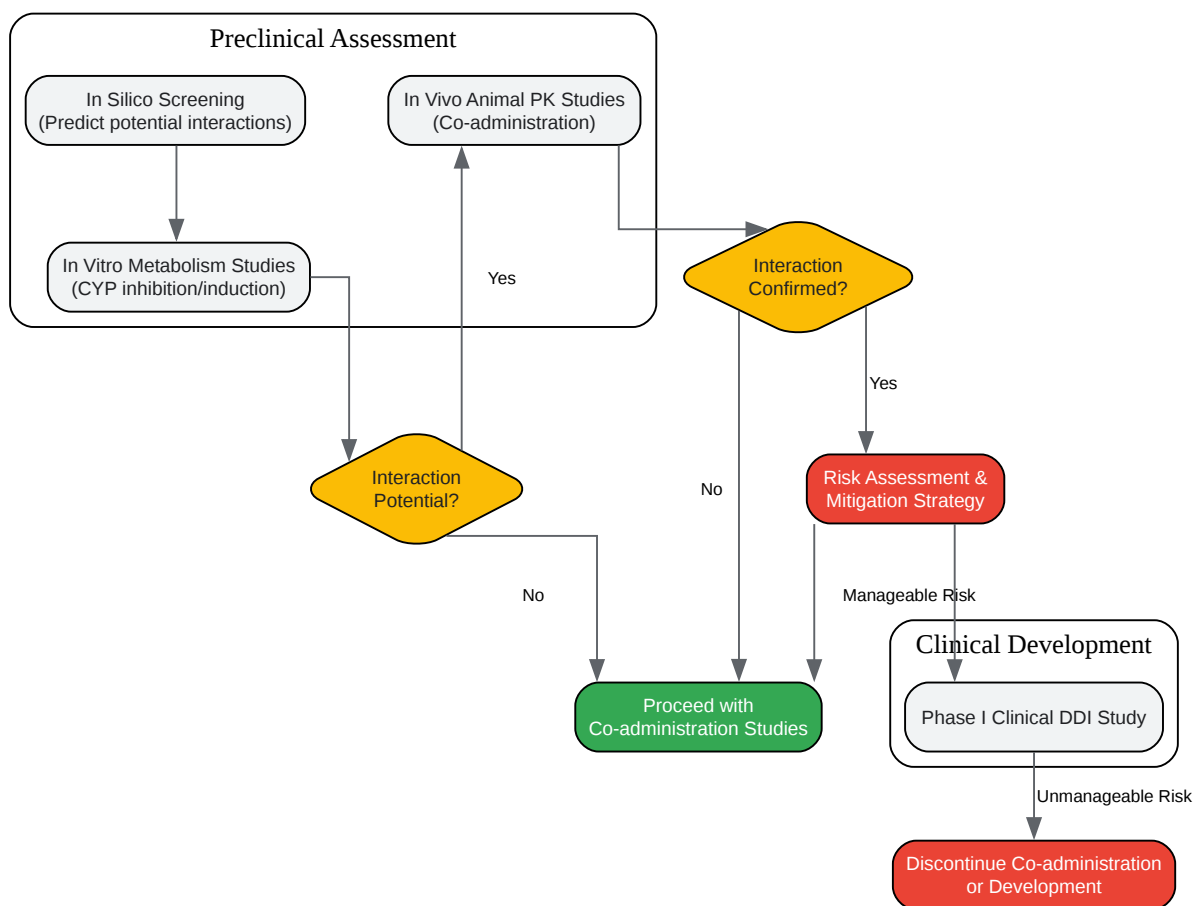 Preclinical Assessment
In Silico Screening
(Predict potential interactions)
In Vivo Animal PK Studies
(Co-administration)
In Vitro Metabolism Studies
(CYP inhibition/induction)
Yes
Interaction
Confirmed?
Yes
Interaction
Potential?
No
Risk Assessment &
Mitigation Strategy
No
Manageable Risk
Clinical Development
Proceed with
Co-administration Studies
Phase I Clinical DDI Study
Unmanageable Risk
Discontinue Co-administration
or Development